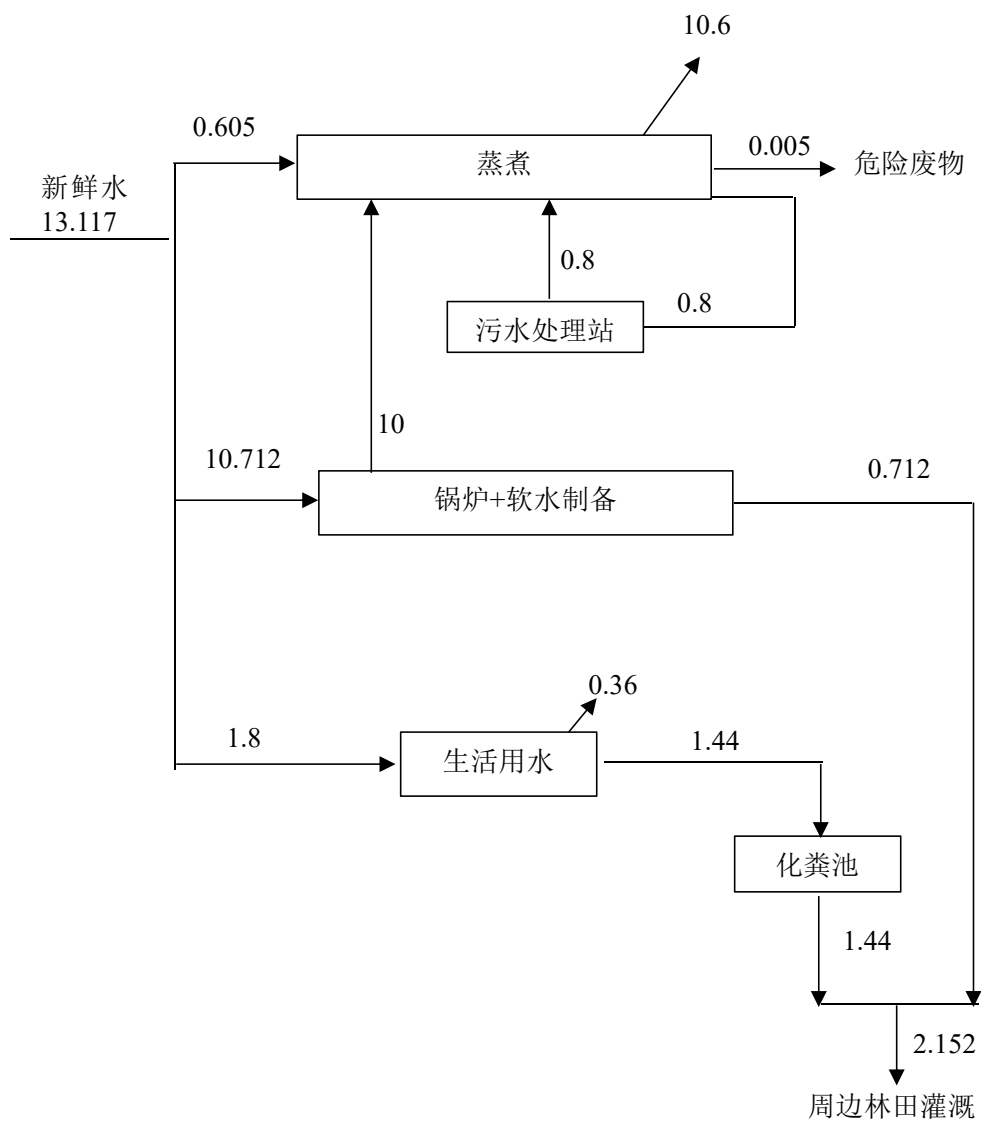 10.6
0.605
蒸煮
0.005
危险废物
新鲜水
13.117
0.8
污水处理站
0.8
10
10.712
锅炉+软水制备
0.712
0.36
1.8
生活用水
1.44
化粪池
1.44
2.152
周边林田灌溉